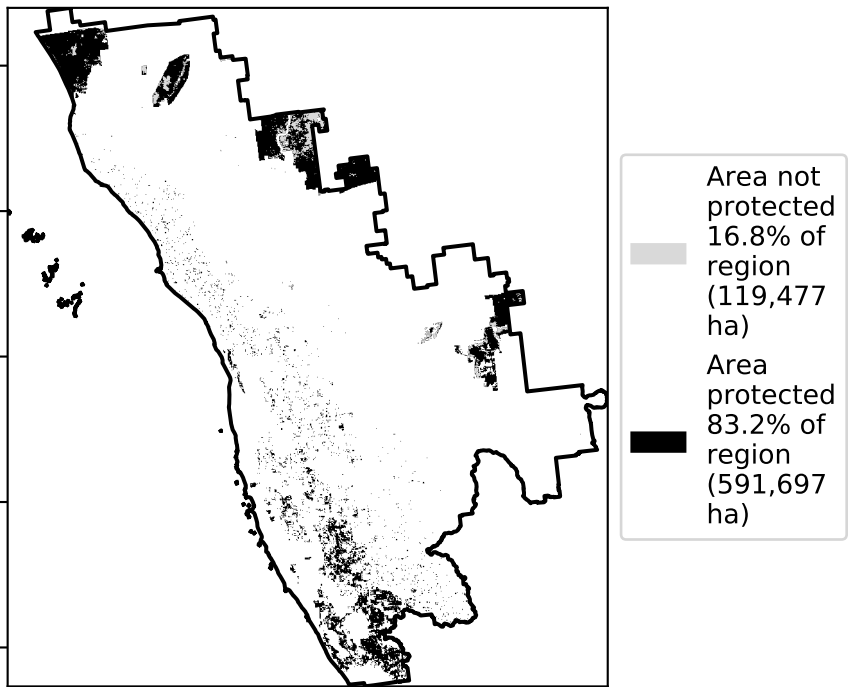 Area not
protected
16.8% of
region
(119,477
ha)
Area
protected
83.2% of
region
(591,697
ha)